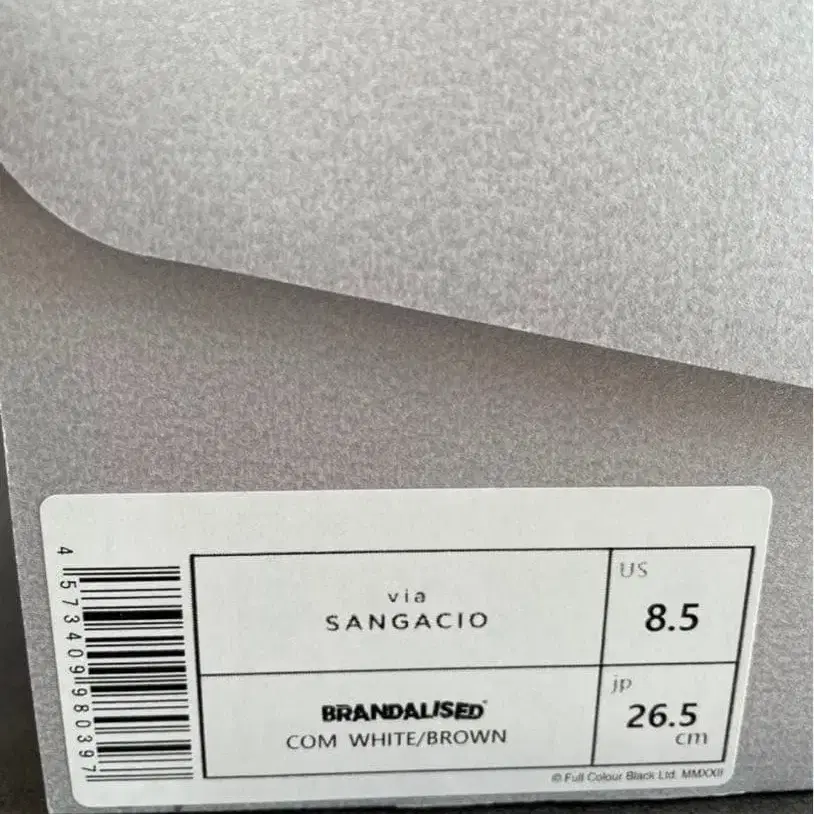 4573409980397
via
SANGACIO
US
8.5
BRANDALISED
COM WHITE/BROWN
jp
26.5
cm
© Full Colour Black Ltd. MMXXII